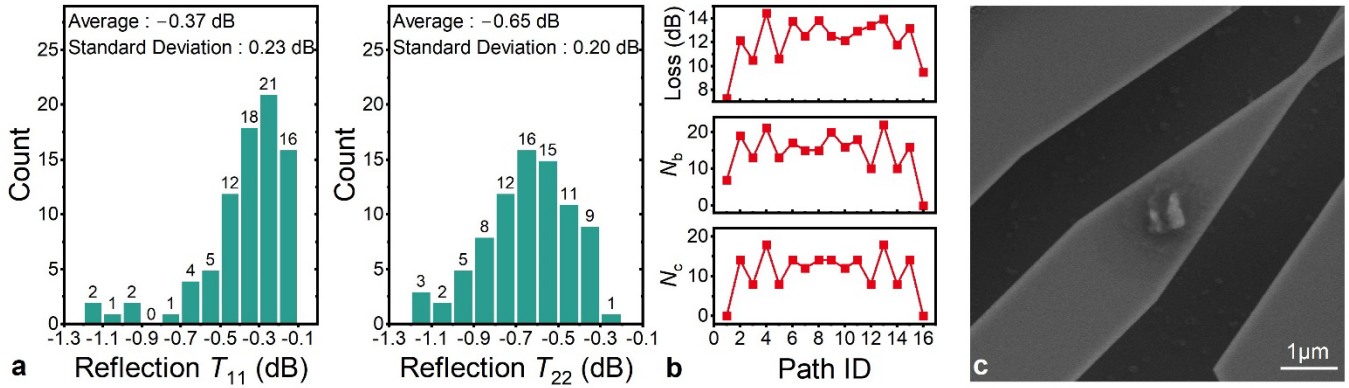 Average : −0.37 dB
Standard Deviation : 0.23 dB
25
20
15
10
5
0
Count
2 1 2 0 1 4 5 12 18 21 16
-1.3 -1.1 -0.9 -0.7 -0.5 -0.3 -0.1
a
Reflection T11 (dB)
Average : −0.65 dB
Standard Deviation : 0.20 dB
25
20
15
10
5
0
Count
3 2 5 8 12 16 15 11 9 1
-1.3 -1.1 -0.9 -0.7 -0.5 -0.3 -0.1
Reflection T22 (dB)
b
Loss (dB)
14
12
10
8
Nb
20
10
0
Nc
20
10
0
0 2 4 6 8 10 12 14 16
Path ID
c
1μm